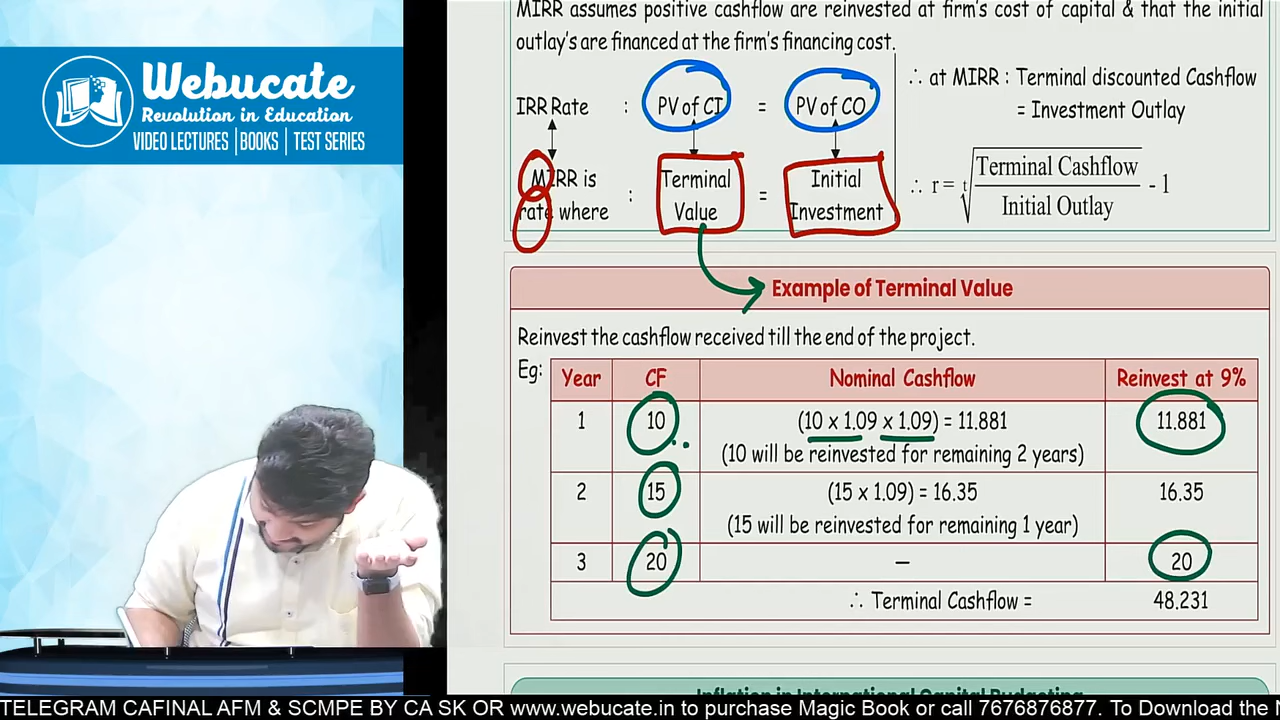 Webucate
Revolution in Education
VIDEO LECTURES | BOOKS | TEST SERIES
MIRR assumes positive cashflow are reinvested at firm's cost of capital & that the initial
outlay's are financed at the firm's financing cost.
IRR Rate : PV of CI = PV of CO
MIRR is rate where : Terminal Value = Initial Investment
∴ at MIRR : Terminal discounted Cashflow
= Investment Outlay
∴ r = t√(Terminal Cashflow / Initial Outlay) - 1
Example of Terminal Value
Reinvest the cashflow received till the end of the project.
Eg:
Year CF Nominal Cashflow Reinvest at 9%
1 10 (10 x 1.09 x 1.09) = 11.881 11.881
(10 will be reinvested for remaining 2 years)
2 15 (15 x 1.09) = 16.35 16.35
(15 will be reinvested for remaining 1 year)
3 20 – 20
∴ Terminal Cashflow = 48.231
Inflation in International Capital Budgeting
TELEGRAM CAFINAL AFM & SCMPE BY CA SK OR www.webucate.in to purchase Magic Book or call 7676876877. To Download the